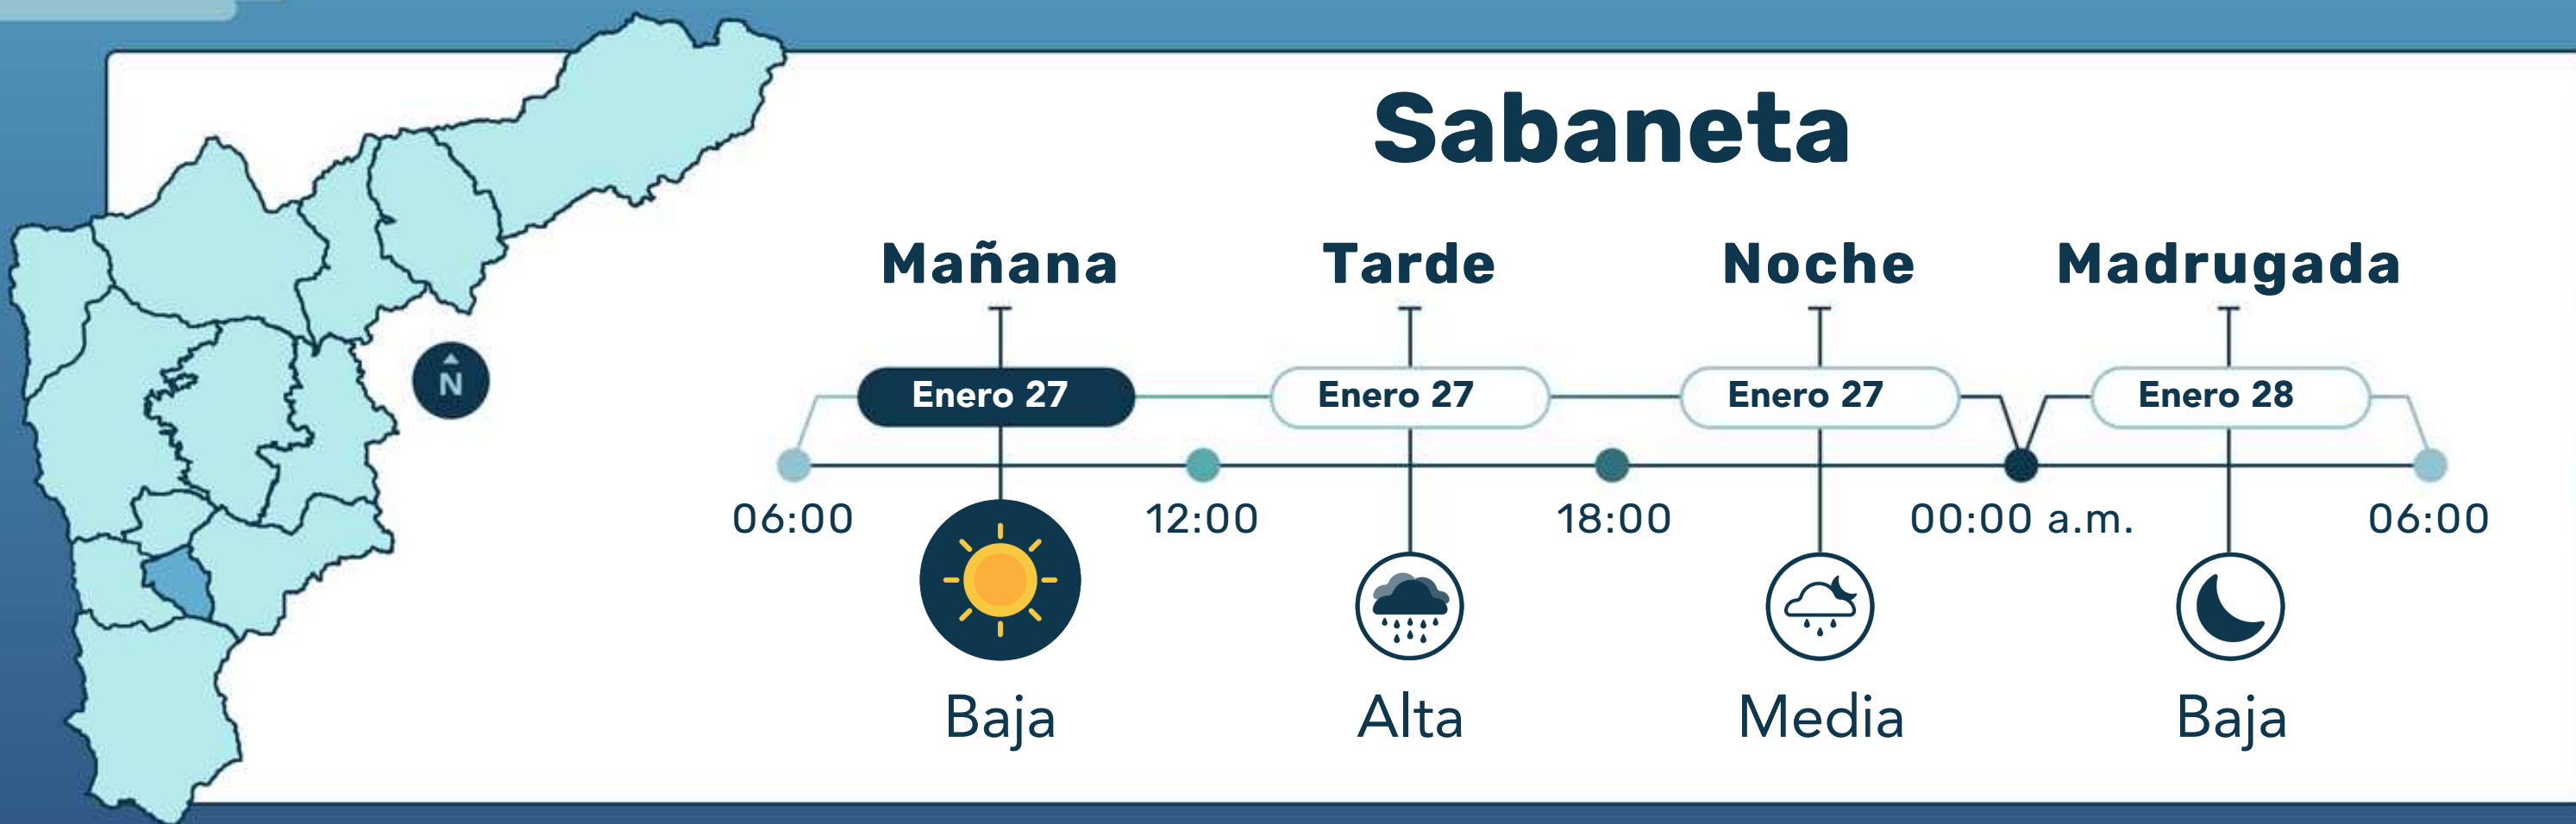 Sabaneta
Mañana Tarde Noche Madrugada
N
Enero 27 Enero 27 Enero 27 Enero 28
06:00 12:00 18:00 00:00 a.m. 06:00
Baja Alta Media Baja